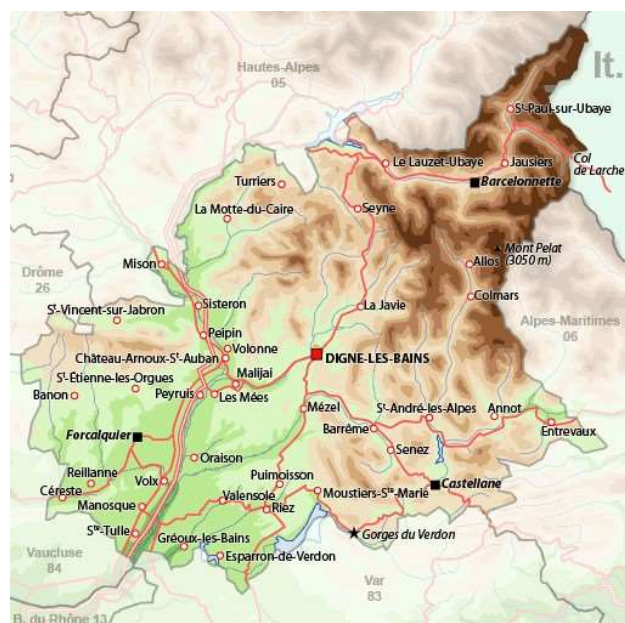 Hautes-Alpes
05
It.
St-Paul-sur-Ubaye
Le Lauzet-Ubaye
Jausiers
Col
de Larche
Turriers
Barcelonnette
La Motte-du-Caire
Seyne
Mont Pelat
(3050 m)
Mison
Allos
Drôme
26
Colmars
Sisteron
La Javie
St-Vincent-sur-Jabron
Alpes-Maritimes
06
Peipin
Volonne
Château-Arnoux-St-Auban
DIGNE-LES-BAINS
Malijai
St-Étienne-les-Orgues
Banon
Peyruis
Les Mées
Mézel
St-André-les-Alpes
Annot
Entrevaux
Barrême
Forcalquier
Senez
Oraison
Reillanne
Puimoisson
Castellane
Céreste
Volx
Moustiers-Ste-Marie
Valensole
Manosque
Riez
Ste-Tulle
Gorges du Verdon
Gréoux-les-Bains
Esparron-de-Verdon
Vaucluse
84
Var
83
B. du Rhône 13